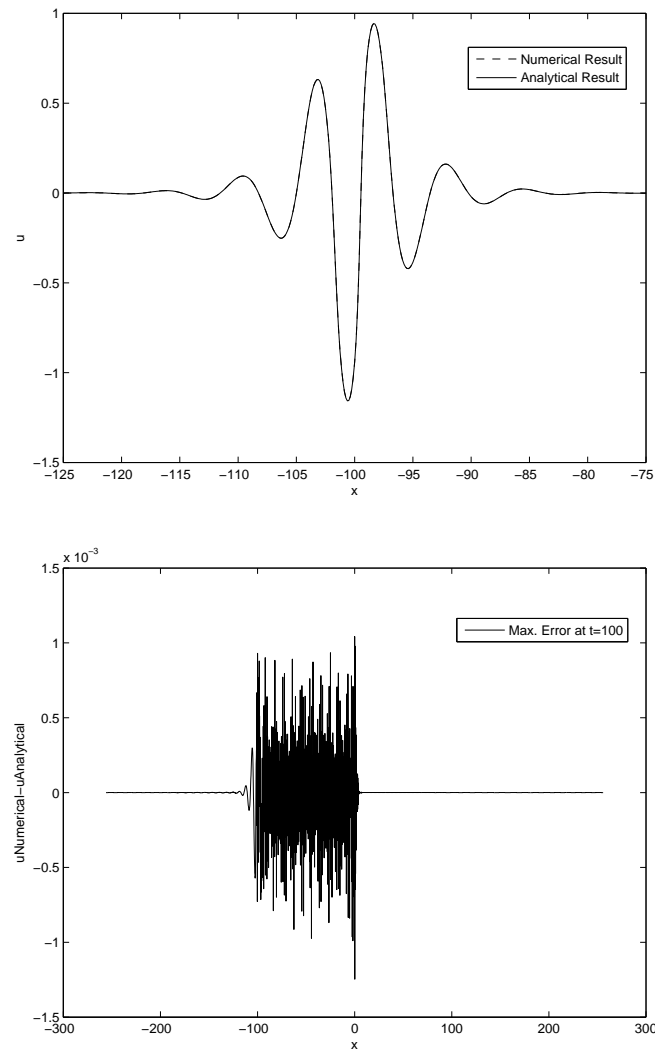 1
0.5
0
−0.5
−1
−1.5
u
−125 −120 −115 −110 −105 −100 −95 −90 −85 −80 −75
x
Numerical Result
Analytical Result
x 10−3
1.5
1
0.5
0
−0.5
−1
−1.5
uNumerical−uAnalytical
−300 −200 −100 0 100 200 300
x
Max. Error at t=100